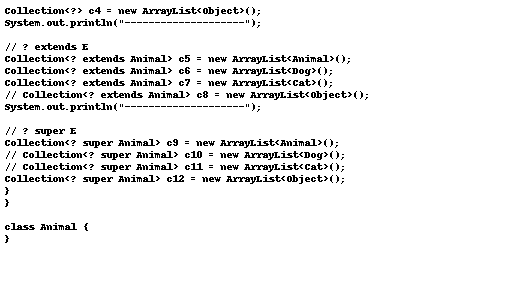 Collection<?> c4 = new ArrayList<Object>();
System.out.println("--------------------");
// ? extends E
Collection<? extends Animal> c5 = new ArrayList<Animal>();
Collection<? extends Animal> c6 = new ArrayList<Dog>();
Collection<? extends Animal> c7 = new ArrayList<Cat>();
// Collection<? extends Animal> c8 = new ArrayList<Object>();
System.out.println("--------------------");
// ? super E
Collection<? super Animal> c9 = new ArrayList<Animal>();
// Collection<? super Animal> c10 = new ArrayList<Dog>();
// Collection<? super Animal> c11 = new ArrayList<Cat>();
Collection<? super Animal> c12 = new ArrayList<Object>();
}
}
class Animal {
}